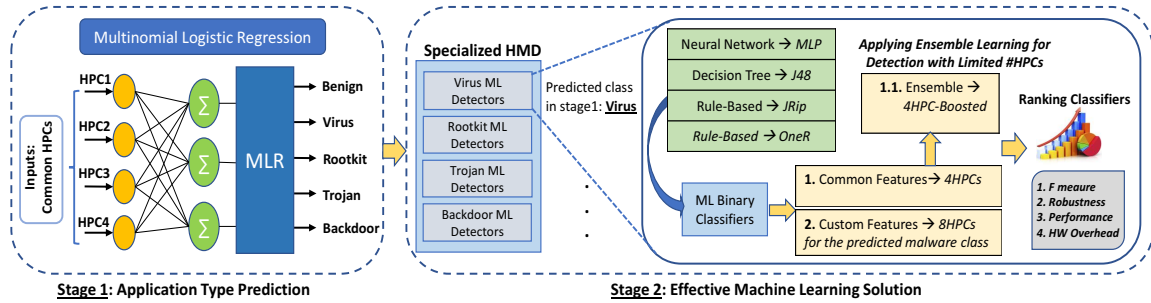 Multinomial Logistic Regression
Inputs:
Common HPCs
HPC1
HPC2
HPC3
HPC4
Σ
Σ
Σ
MLR
Benign
Virus
Rootkit
Trojan
Backdoor
Stage 1: Application Type Prediction
Specialized HMD
Virus ML
Detectors
Rootkit ML
Detectors
Trojan ML
Detectors
Backdoor ML
Detectors
Predicted class
in stage1: Virus
.
.
.
Neural Network → MLP
Decision Tree → J48
Rule-Based → JRip
Rule-Based → OneR
ML Binary
Classifiers
Applying Ensemble Learning for
Detection with Limited #HPCs
1.1. Ensemble →
4HPC-Boosted
1. Common Features → 4HPCs
2. Custom Features → 8HPCs
for the predicted malware class
Ranking Classifiers
1. F meaure
2. Robustness
3. Performance
4. HW Overhead
Stage 2: Effective Machine Learning Solution